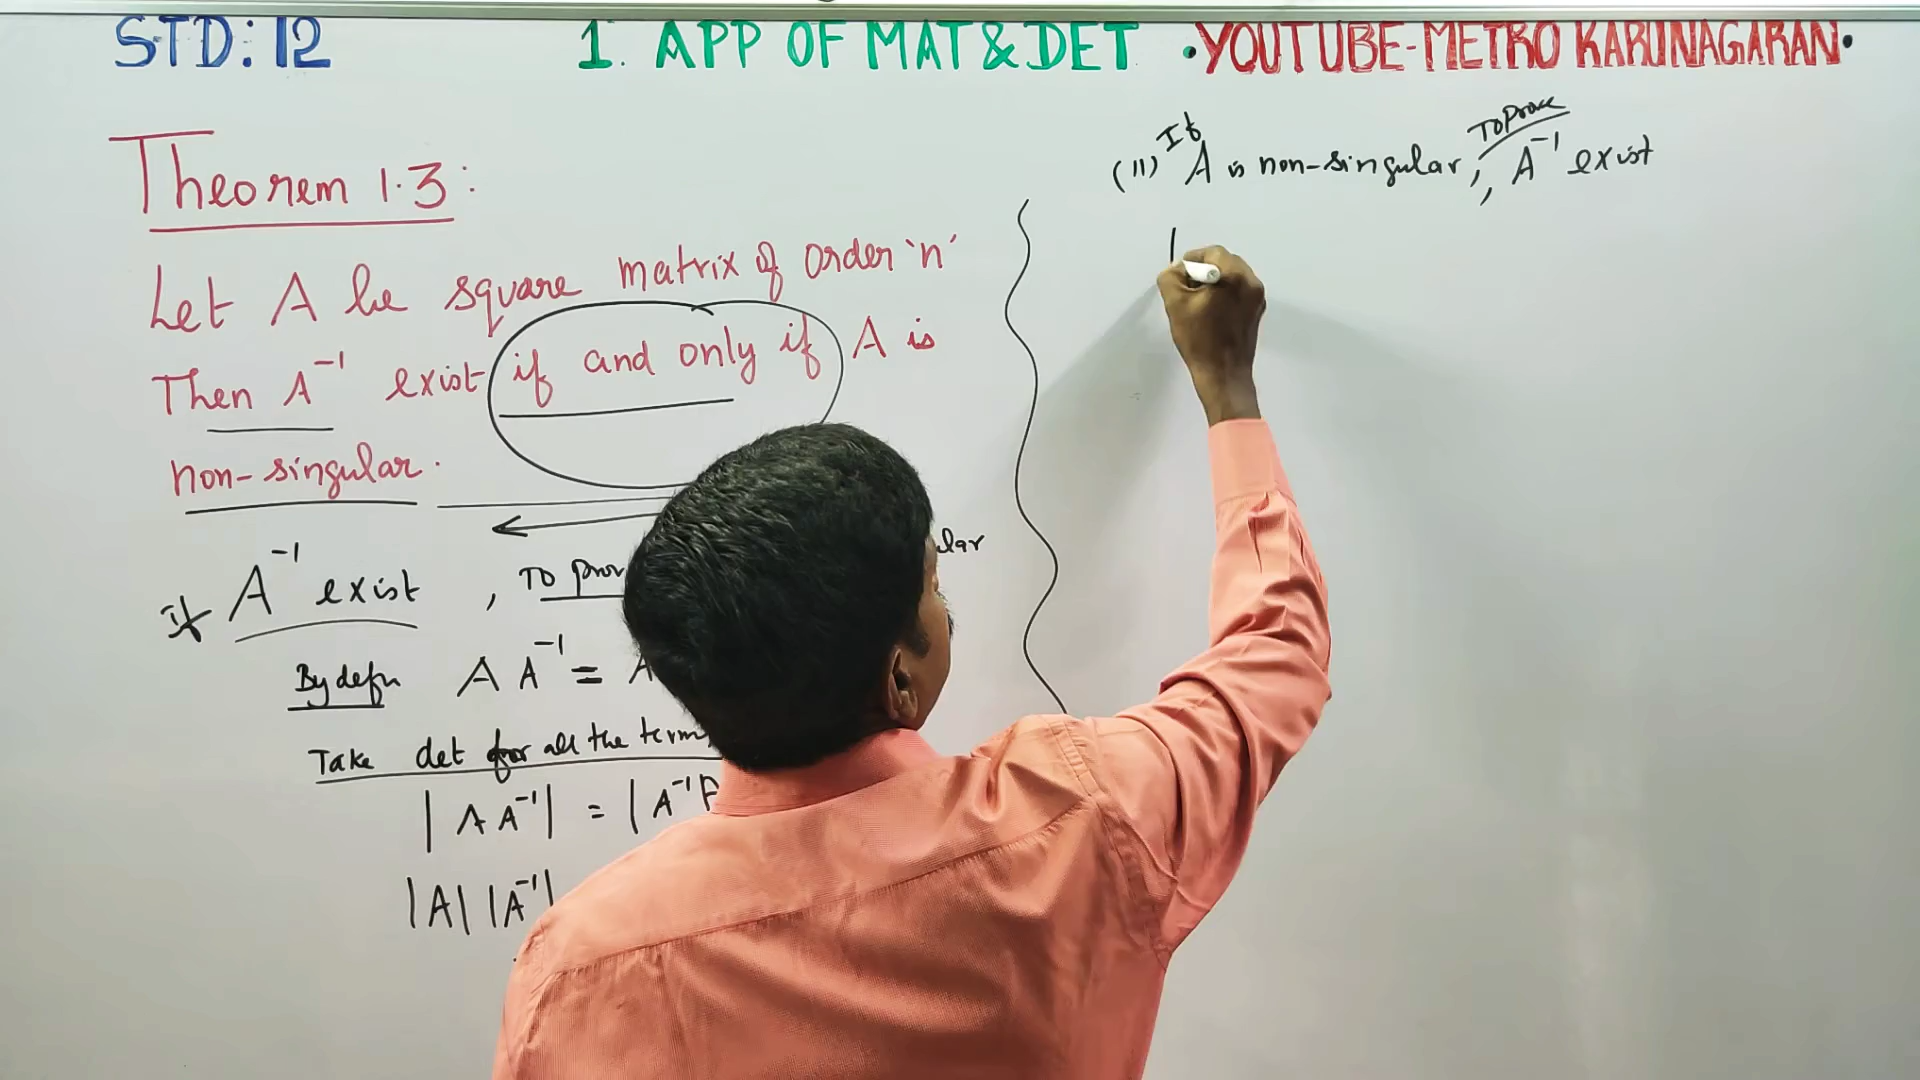 STD: 12
1. APP OF MAT & DET
•YOUTUBE-METRO KARUNAGARAN•
Theorem 1.3:
Let A be square matrix of order 'n'
Then A⁻¹ exist if and only if A is
non-singular.
If A⁻¹ exist , To prov
By defn A A⁻¹ = A
Take det for all the term
| A A⁻¹| = | A⁻¹
|A| |A⁻¹|
(II) If A is non-singular, To Prove, A⁻¹ exist